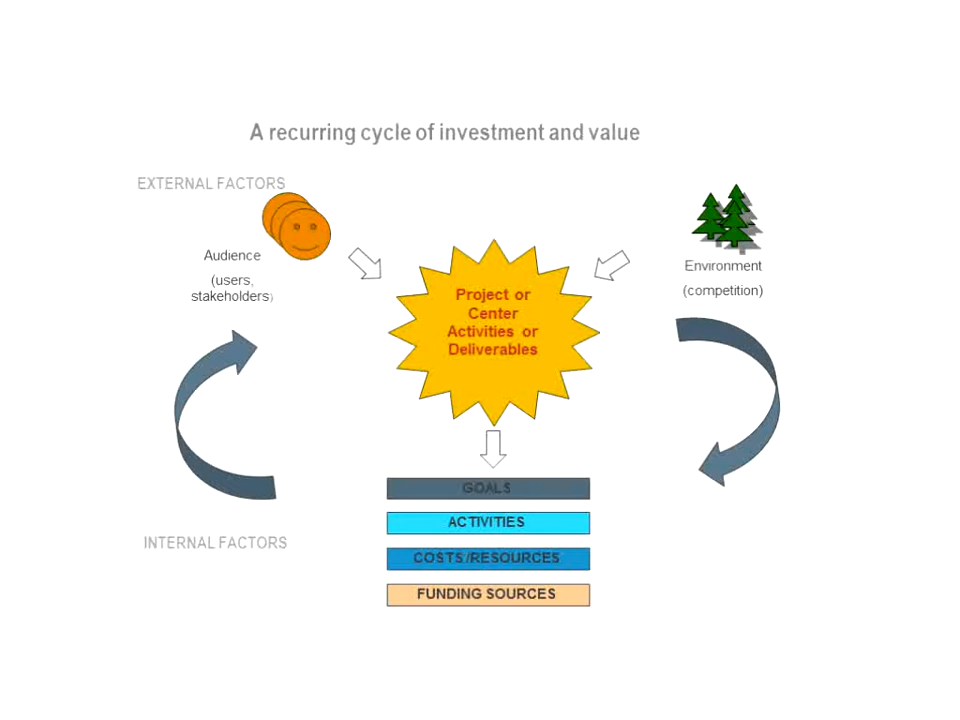 A recurring cycle of investment and value
EXTERNAL FACTORS
Audience
(users,
stakeholders)
Environment
(competition)
Project or
Center
Activities or
Deliverables
GOALS
ACTIVITIES
COSTS/RESOURCES
FUNDING SOURCES
INTERNAL FACTORS